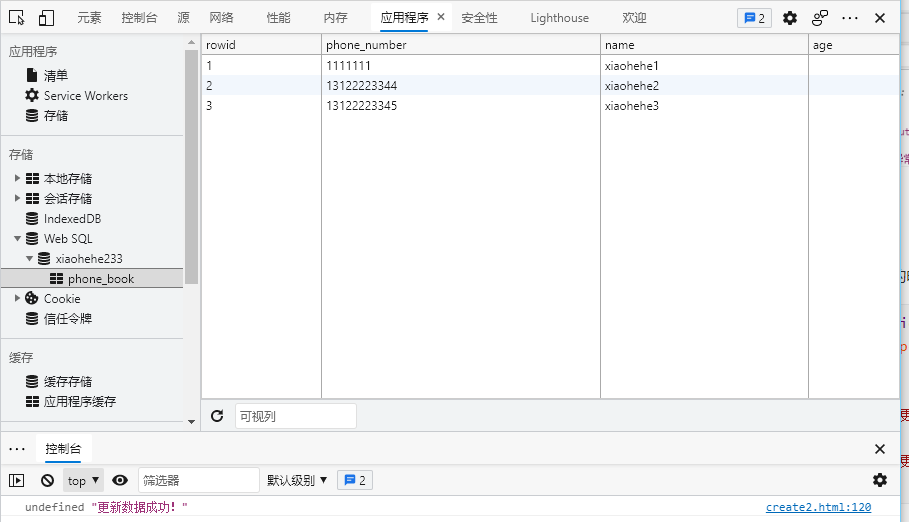 元素 控制台 源 网络 性能 内存 应用程序 安全性 Lighthouse 欢迎 2
应用程序
清单
Service Workers
存储
存储
本地存储
会话存储
IndexedDB
Web SQL
xiaohehe233
phone_book
Cookie
信任令牌
缓存
缓存存储
应用程序缓存
rowid phone_number name age
1 1111111 xiaohehe1
2 13122223344 xiaohehe2
3 13122223345 xiaohehe3
可视列
控制台
top 筛选器 默认级别 2
undefined "更新数据成功! " create2.html:120